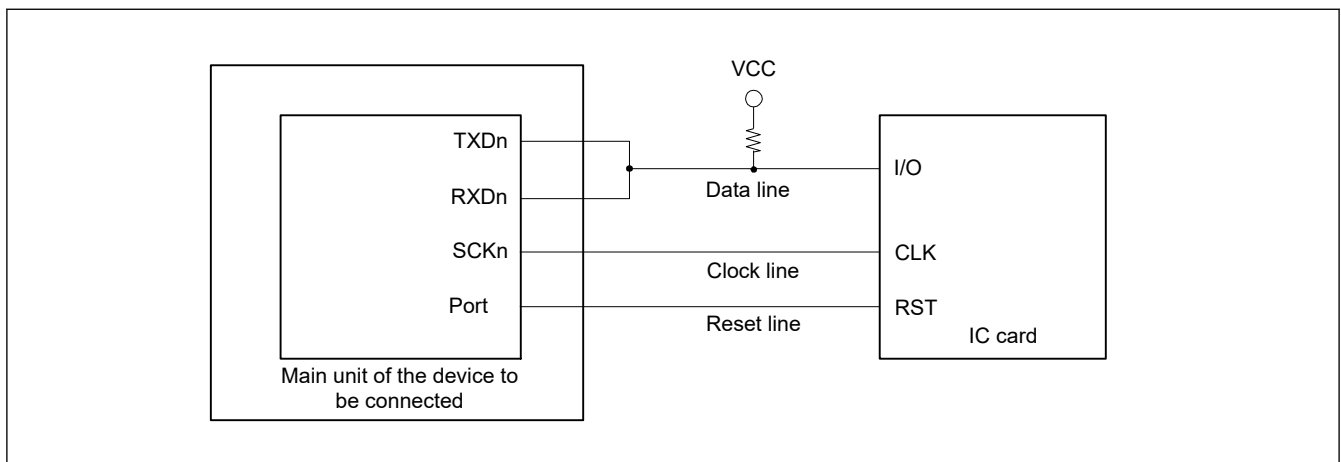 VCC
TXDn
RXDn
SCKn
Port
Main unit of the device to
be connected
Data line
Clock line
Reset line
I/O
CLK
RST
IC card